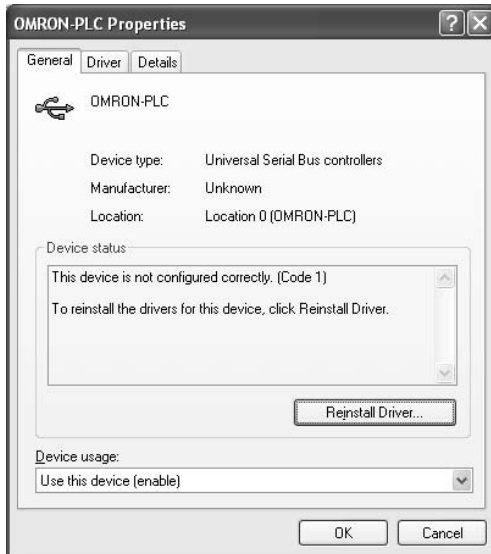 OMRON-PLC Properties
General Driver Details
OMRON-PLC
Device type: Universal Serial Bus controllers
Manufacturer: Unknown
Location: Location 0 (OMRON-PLC)
Device status
This device is not configured correctly. (Code 1)
To reinstall the drivers for this device, click Reinstall Driver.
Reinstall Driver...
Device usage:
Use this device (enable)
OK Cancel